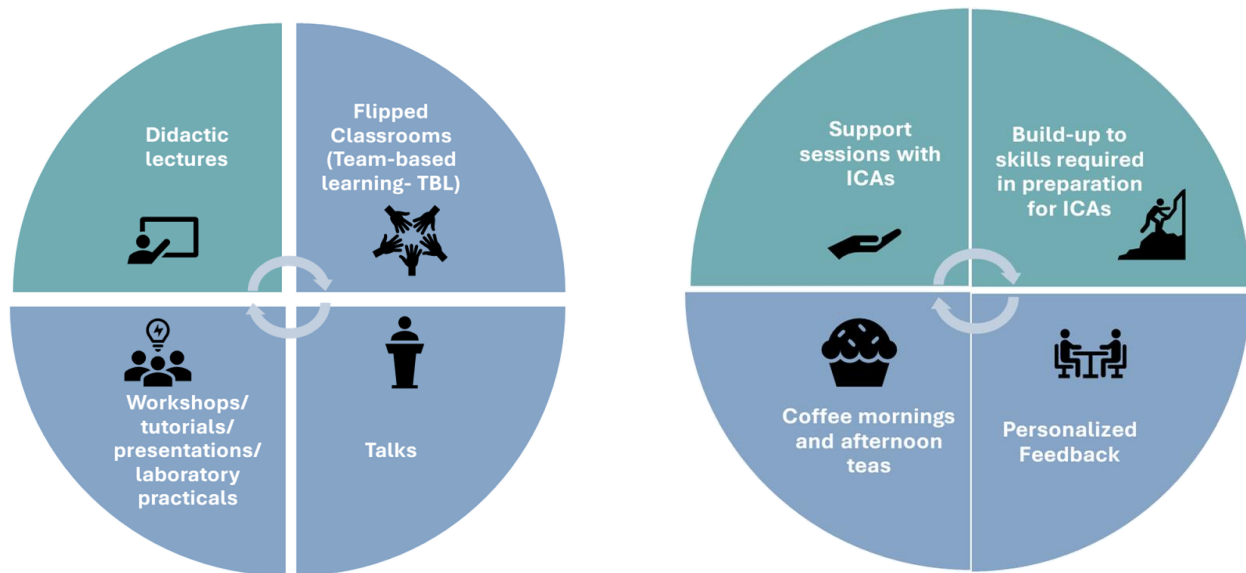 Didactic
lectures
Flipped
Classrooms
(Team-based
learning- TBL)
Workshops/
tutorials/
presentations/
laboratory
practicals
Talks
Support
sessions with
ICAs
Build-up to
skills required
in preparation
for ICAs
Coffee mornings
and afternoon
teas
Personalized
Feedback